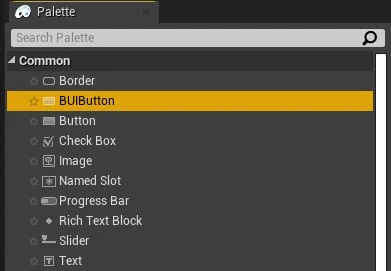 Palette
Search Palette
Common
Border
BUIButton
Button
Check Box
Image
Named Slot
Progress Bar
Rich Text Block
Slider
Text